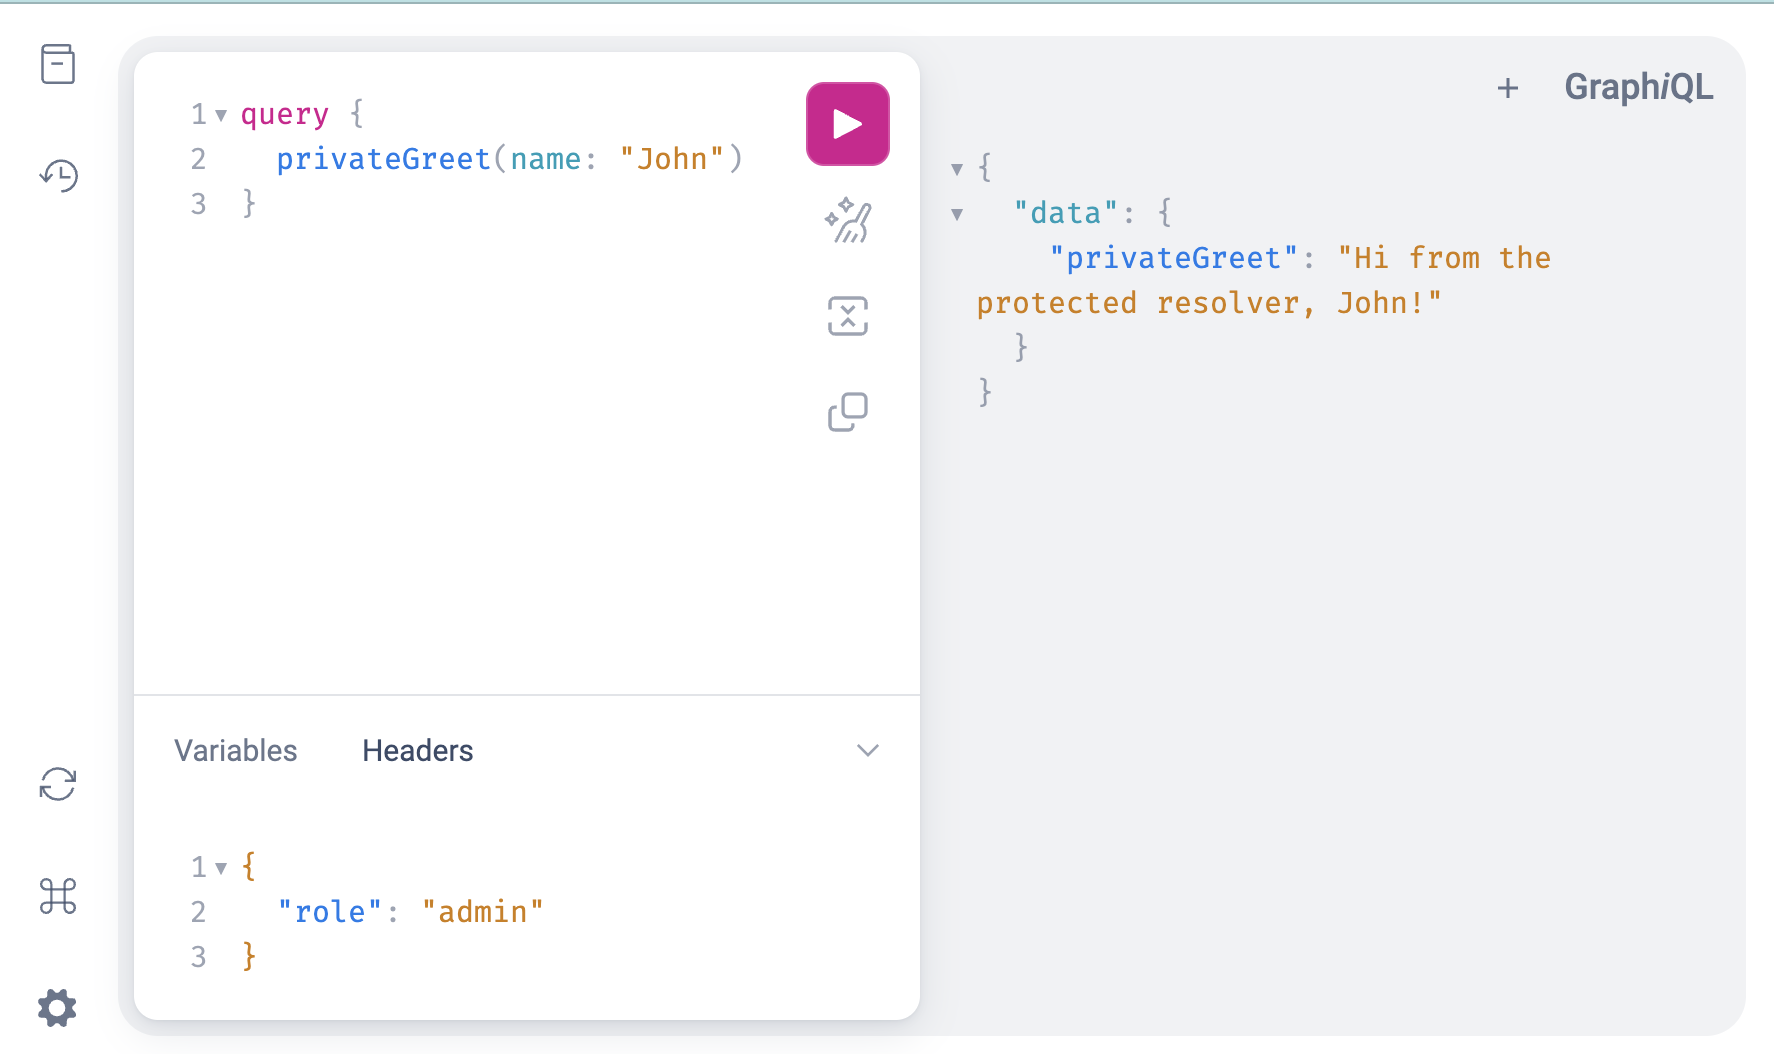 1 query {
2   privateGreet(name: "John")
3 }
Variables Headers
1 {
2   "role": "admin"
3 }
+ GraphiQL
{
  "data": {
    "privateGreet": "Hi from the
protected resolver, John!"
  }
}